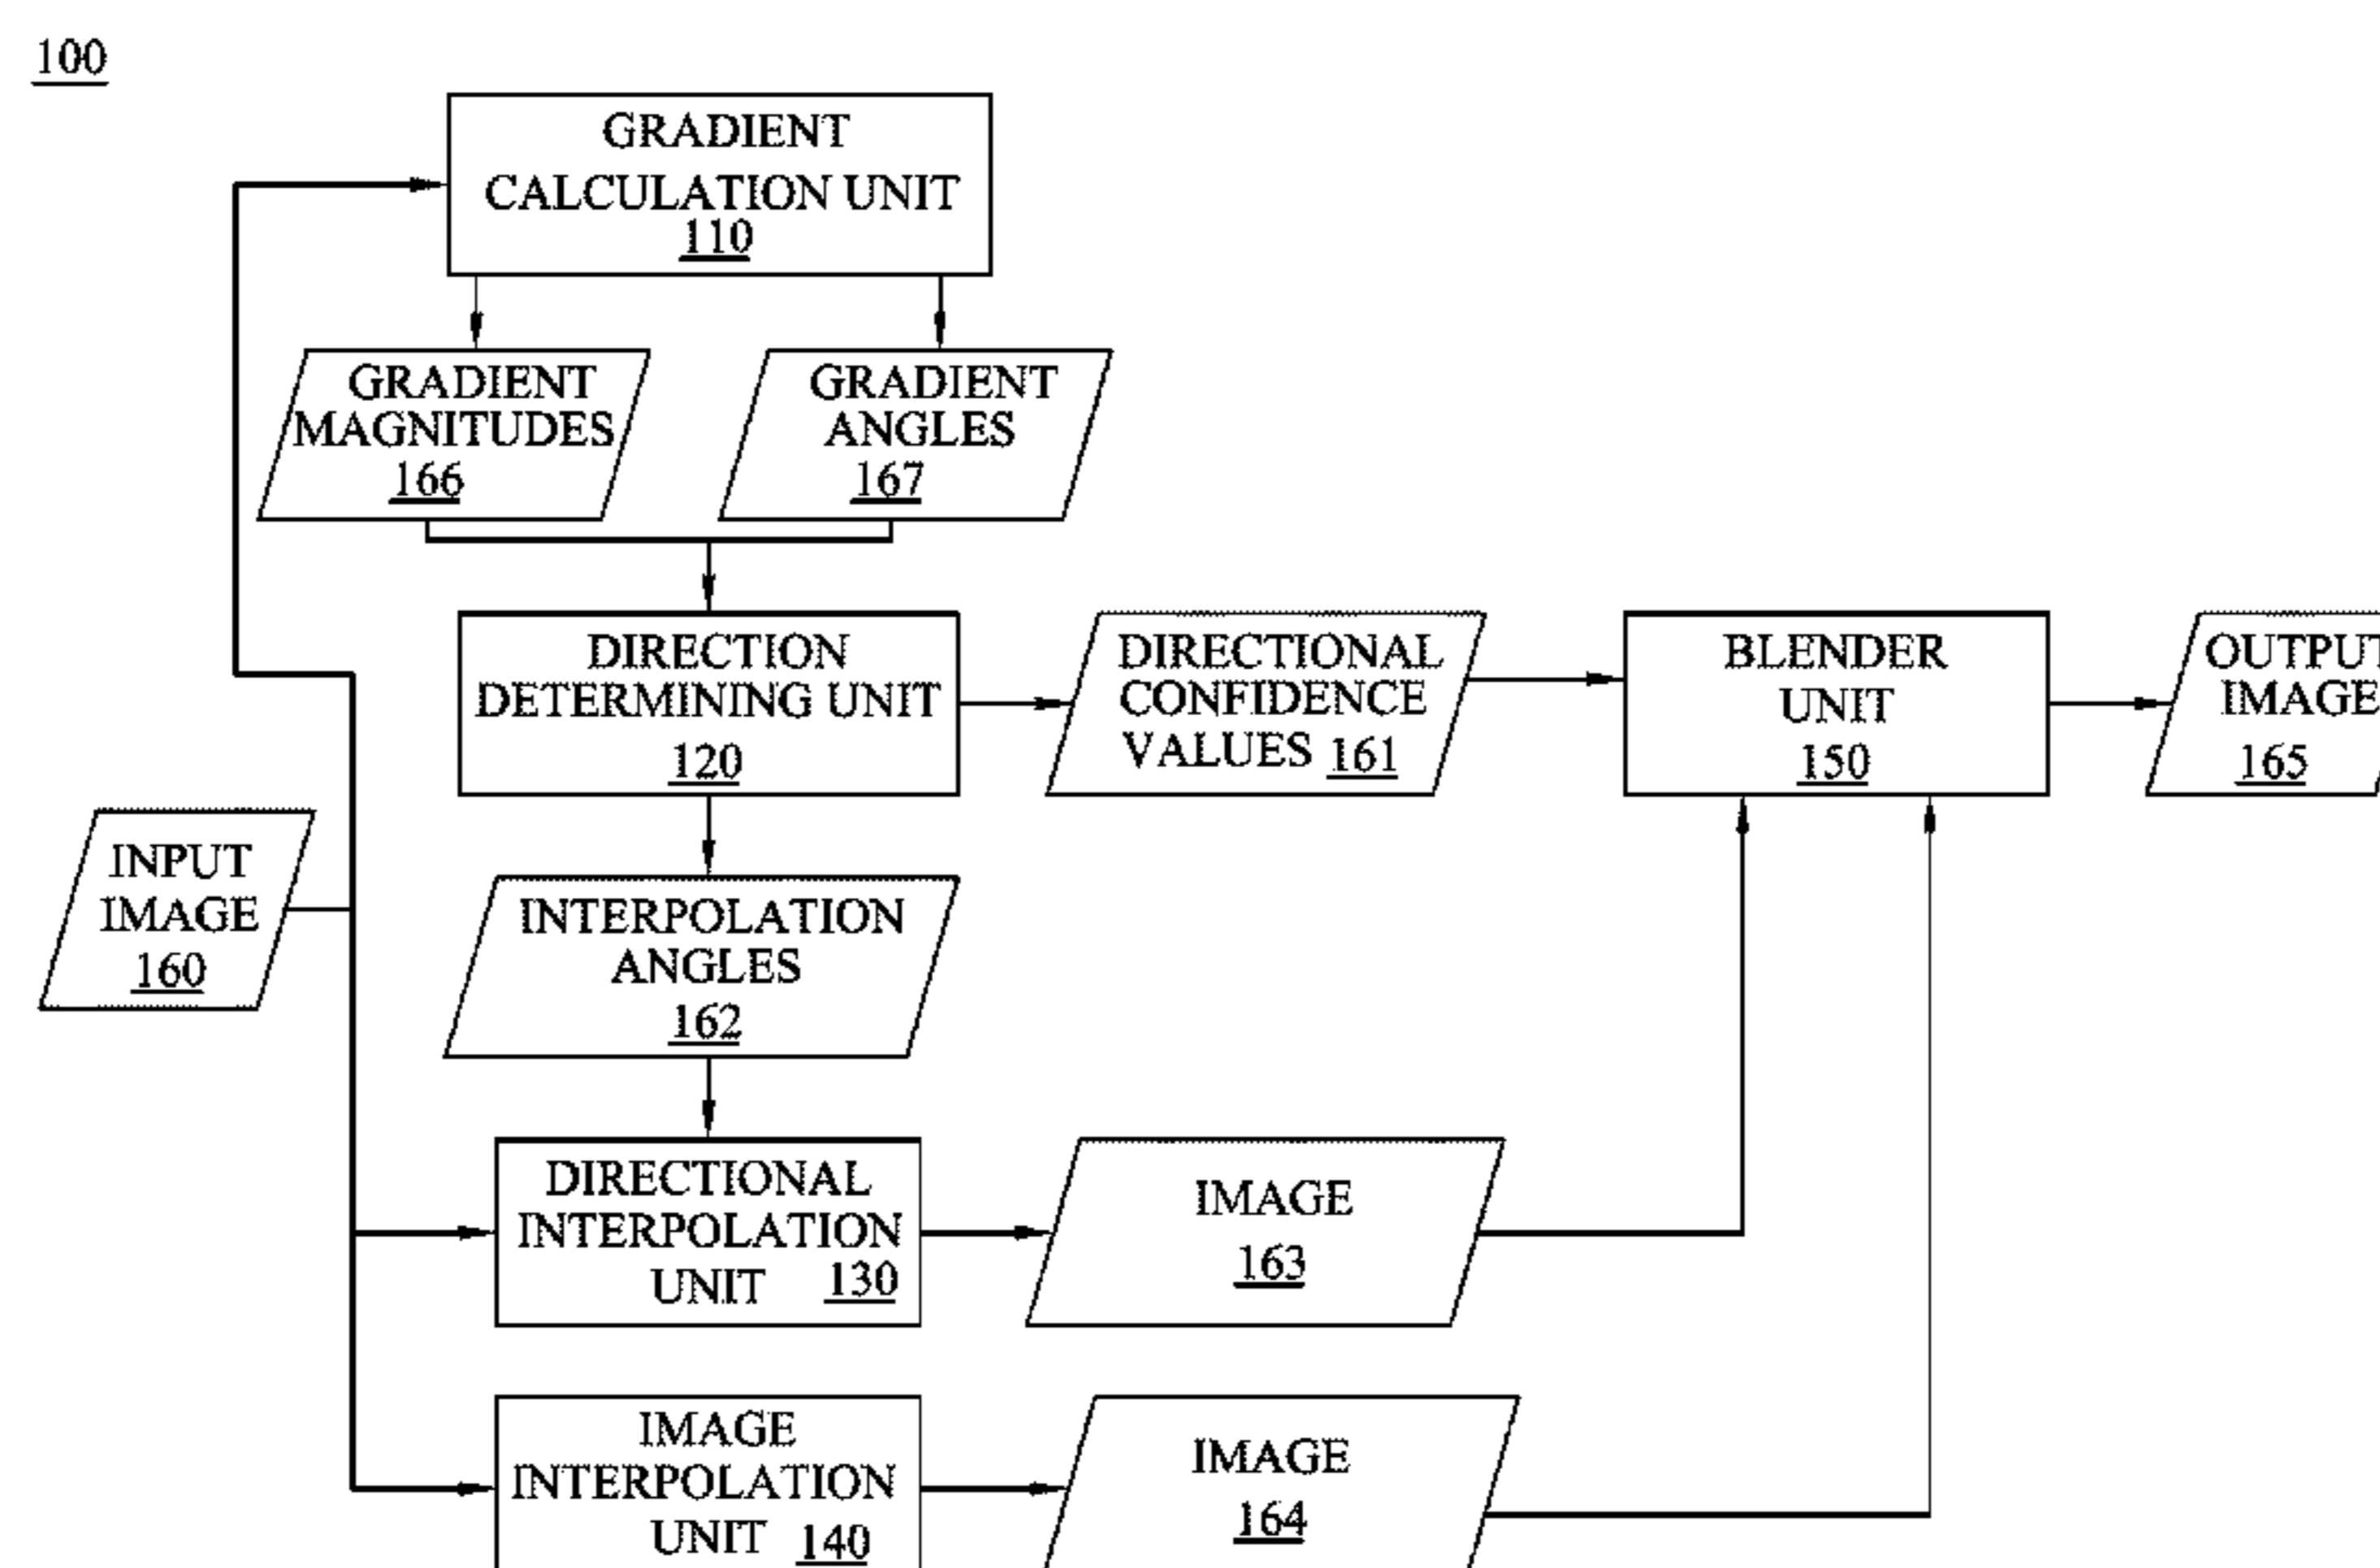 100
GRADIENT
CALCULATION UNIT
110
GRADIENT
MAGNITUDES
166
GRADIENT
ANGLES
167
DIRECTION
DETERMINING UNIT
120
DIRECTIONAL
CONFIDENCE
VALUES 161
BLENDER
UNIT
150
OUTPUT
IMAGE
165
INPUT
IMAGE
160
INTERPOLATION
ANGLES
162
DIRECTIONAL
INTERPOLATION
UNIT 130
IMAGE
163
IMAGE
INTERPOLATION
UNIT 140
IMAGE
164